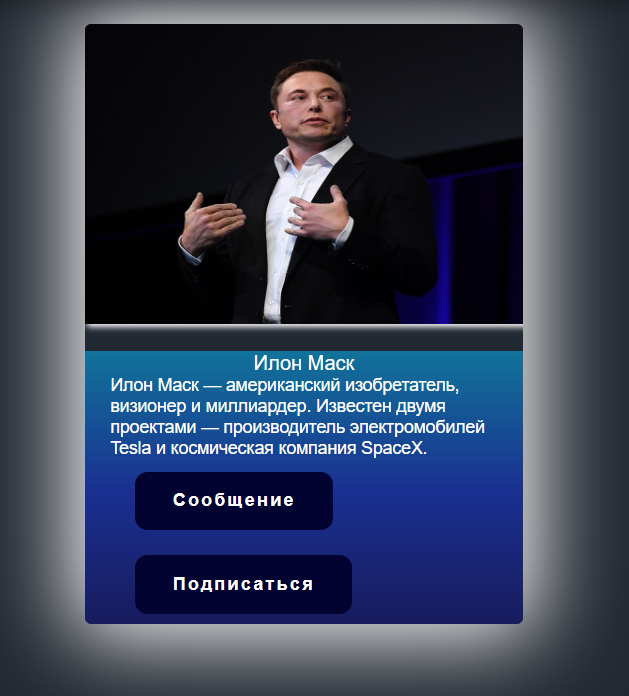 Илон Маск
Илон Маск — американский изобретатель,
визионер и миллиардер. Известен двумя
проектами — производитель электромобилей
Tesla и космическая компания SpaceX.
Сообщение
Подписаться